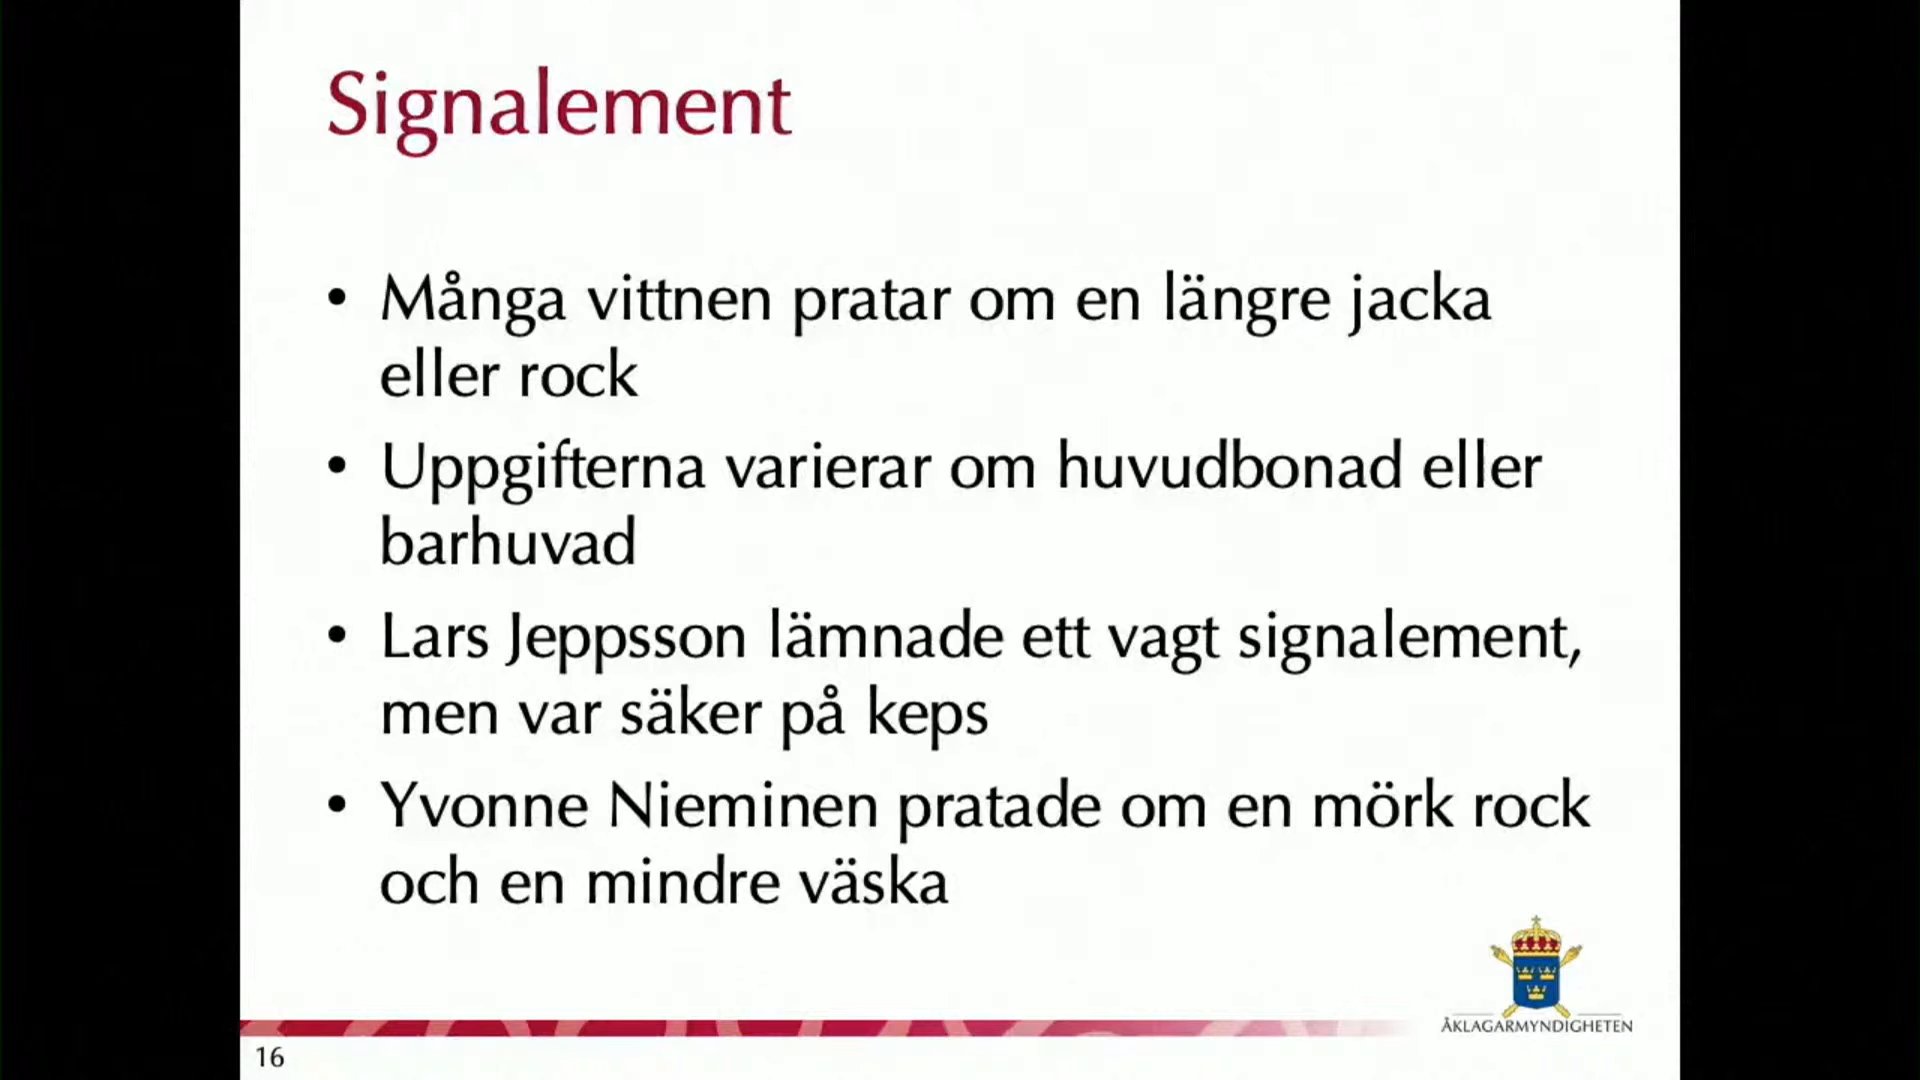 Signalement
• Många vittnen pratar om en längre jacka
eller rock
• Uppgifterna varierar om huvudbonad eller
barhuvad
• Lars Jeppsson lämnade ett vagt signalement,
men var säker på keps
• Yvonne Nieminen pratade om en mörk rock
och en mindre väska
ÅKLAGARMYNDIGHETEN
16